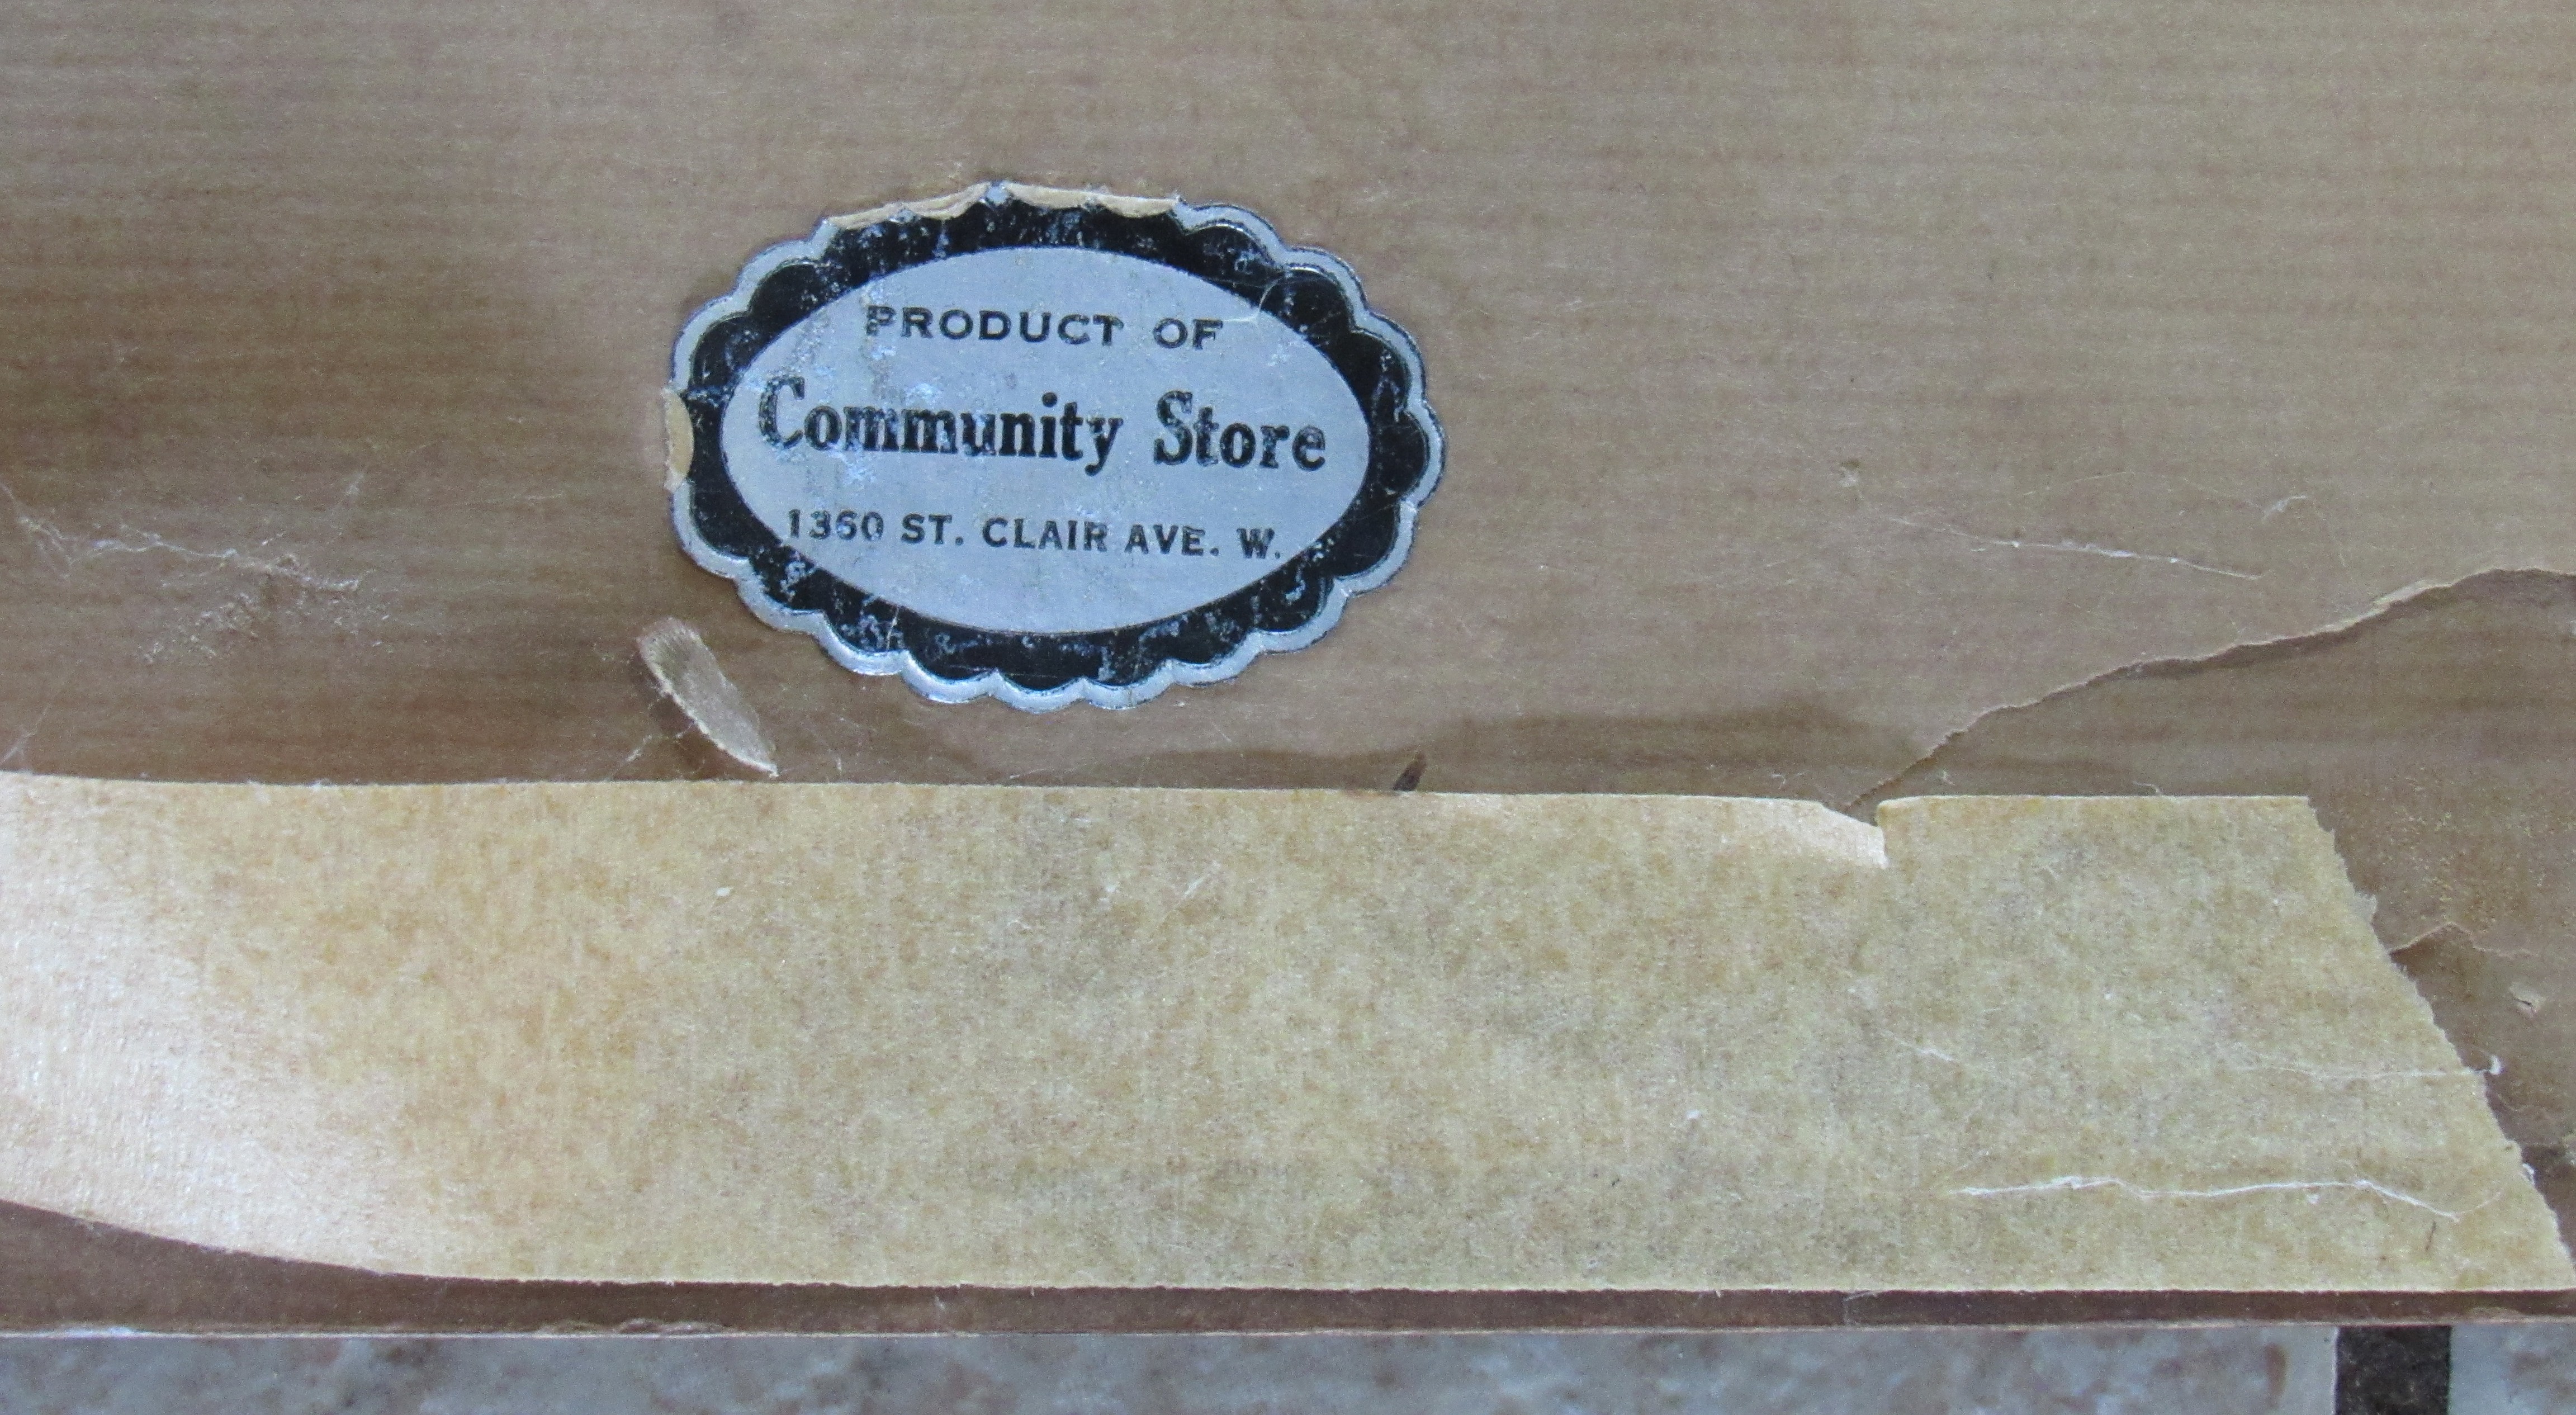 PRODUCT OF
Community Store
1360 ST. CLAIR AVE. W.